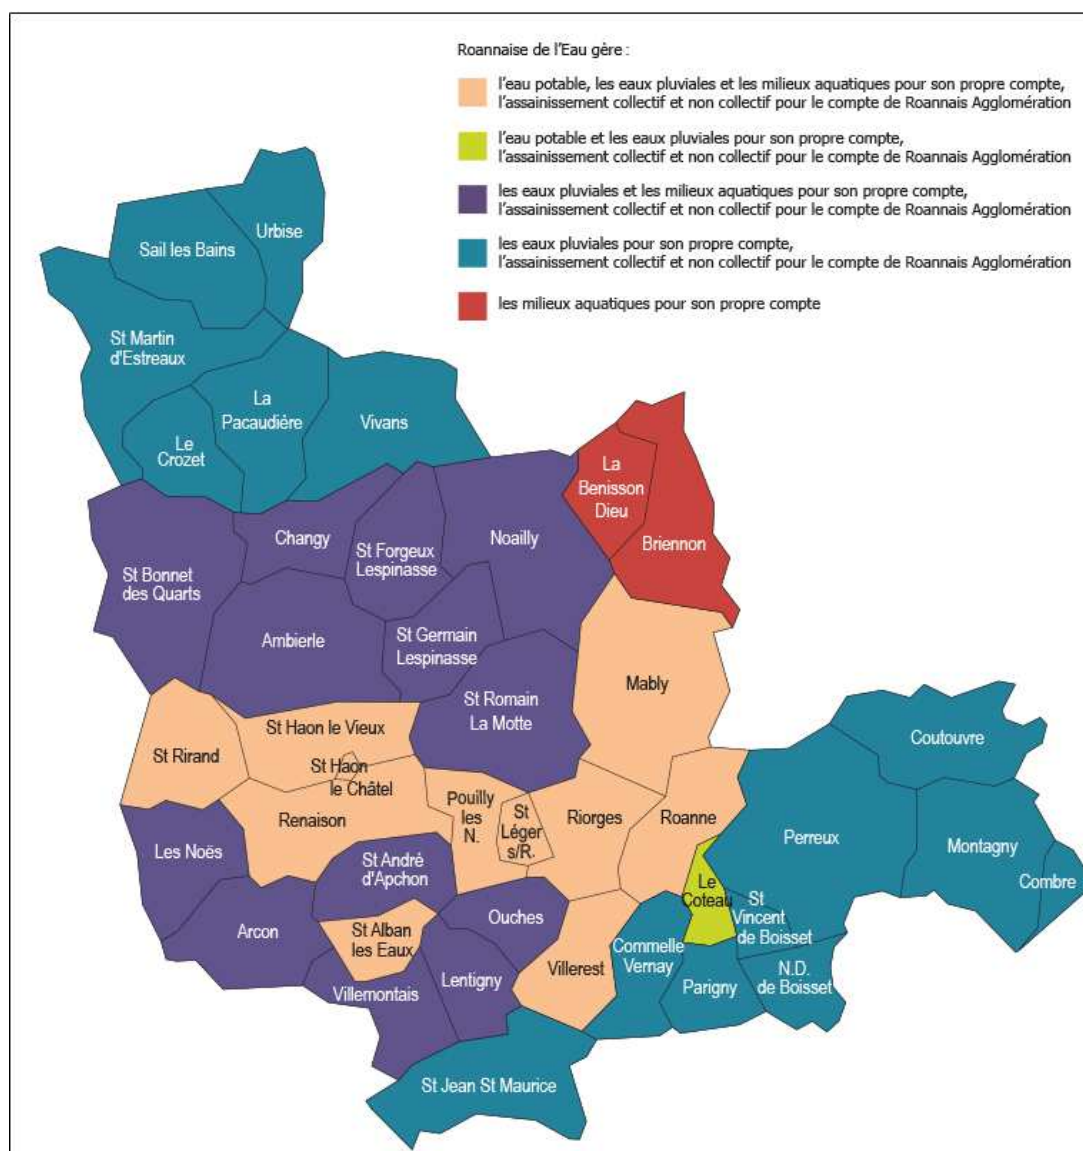 Roannaise de l'Eau gère :
l'eau potable, les eaux pluviales et les milieux aquatiques pour son propre compte,
l'assainissement collectif et non collectif pour le compte de Roannais Agglomération
l'eau potable et les eaux pluviales pour son propre compte,
l'assainissement collectif et non collectif pour le compte de Roannais Agglomération
les eaux pluviales et les milieux aquatiques pour son propre compte,
l'assainissement collectif et non collectif pour le compte de Roannais Agglomération
les eaux pluviales pour son propre compte,
l'assainissement collectif et non collectif pour le compte de Roannais Agglomération
les milieux aquatiques pour son propre compte
Urbise
Sail les Bains
St Martin
d'Estreaux
La
Pacaudière
Vivans
Le
Crozet
La
Benisson
Dieu
Briennon
Changy
St Forgeux
Lespinasse
Noailly
St Bonnet
des Quarts
Ambierle
St Germain
Lespinasse
St Romain
La Motte
Mably
St Haon le Vieux
St Rirand
St Haon
le Châtel
Renaison
Pouilly
les
N.
St
Léger
s/R.
Riorges
Roanne
Coutouvre
Perreux
Montagny
Combre
Les Noës
St André
d'Apchon
Le
Coteau
St
Vincent
de Boisset
Arcon
St Alban
les Eaux
Ouches
Villerest
Commelle
Vernay
Villemontais
Lentigny
Parigny
N.D.
de Boisset
St Jean St Maurice